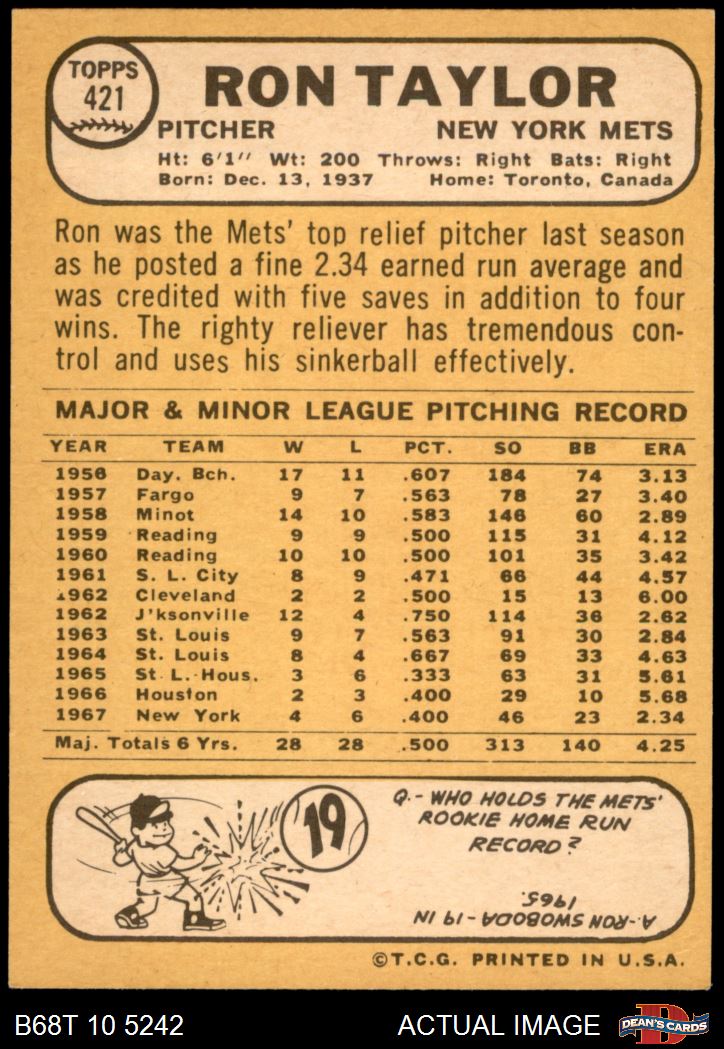 TOPPS
421
RON TAYLOR
PITCHER NEW YORK METS
Ht: 6'1" Wt: 200 Throws: Right Bats: Right
Born: Dec. 13, 1937 Home: Toronto, Canada
Ron was the Mets' top relief pitcher last season
as he posted a fine 2.34 earned run average and
was credited with five saves in addition to four
wins. The righty reliever has tremendous con-
trol and uses his sinkerball effectively.
MAJOR & MINOR LEAGUE PITCHING RECORD
YEAR TEAM W L PCT. SO BB ERA
1956 Day. Bch. 17 11 .607 184 74 3.13
1957 Fargo 9 7 .563 78 27 3.40
1958 Minot 14 10 .583 146 60 2.89
1959 Reading 9 9 .500 115 31 4.12
1960 Reading 10 10 .500 101 35 3.42
1961 S. L. City 8 9 .471 66 44 4.57
1962 Cleveland 2 2 .500 15 13 6.00
1962 J'ksonville 12 4 .750 114 36 2.62
1963 St. Louis 9 7 .563 91 30 2.84
1964 St. Louis 8 4 .667 69 33 4.63
1965 St L. Hous. 3 6 .333 63 31 5.61
1966 Houston 2 3 .400 29 10 5.68
1967 New York 4 6 .400 46 23 2.34
Maj. Totals 6 Yrs. 28 28 .500 313 140 4.25
19
Q.- WHO HOLDS THE METS'
ROOKIE HOME RUN
RECORD?
A-RON SWOBODA-19 IN
1965.
©T.C.G. PRINTED IN U.S.A.
B68T 10 5242 ACTUAL IMAGE
D
DEAN'S CARDS